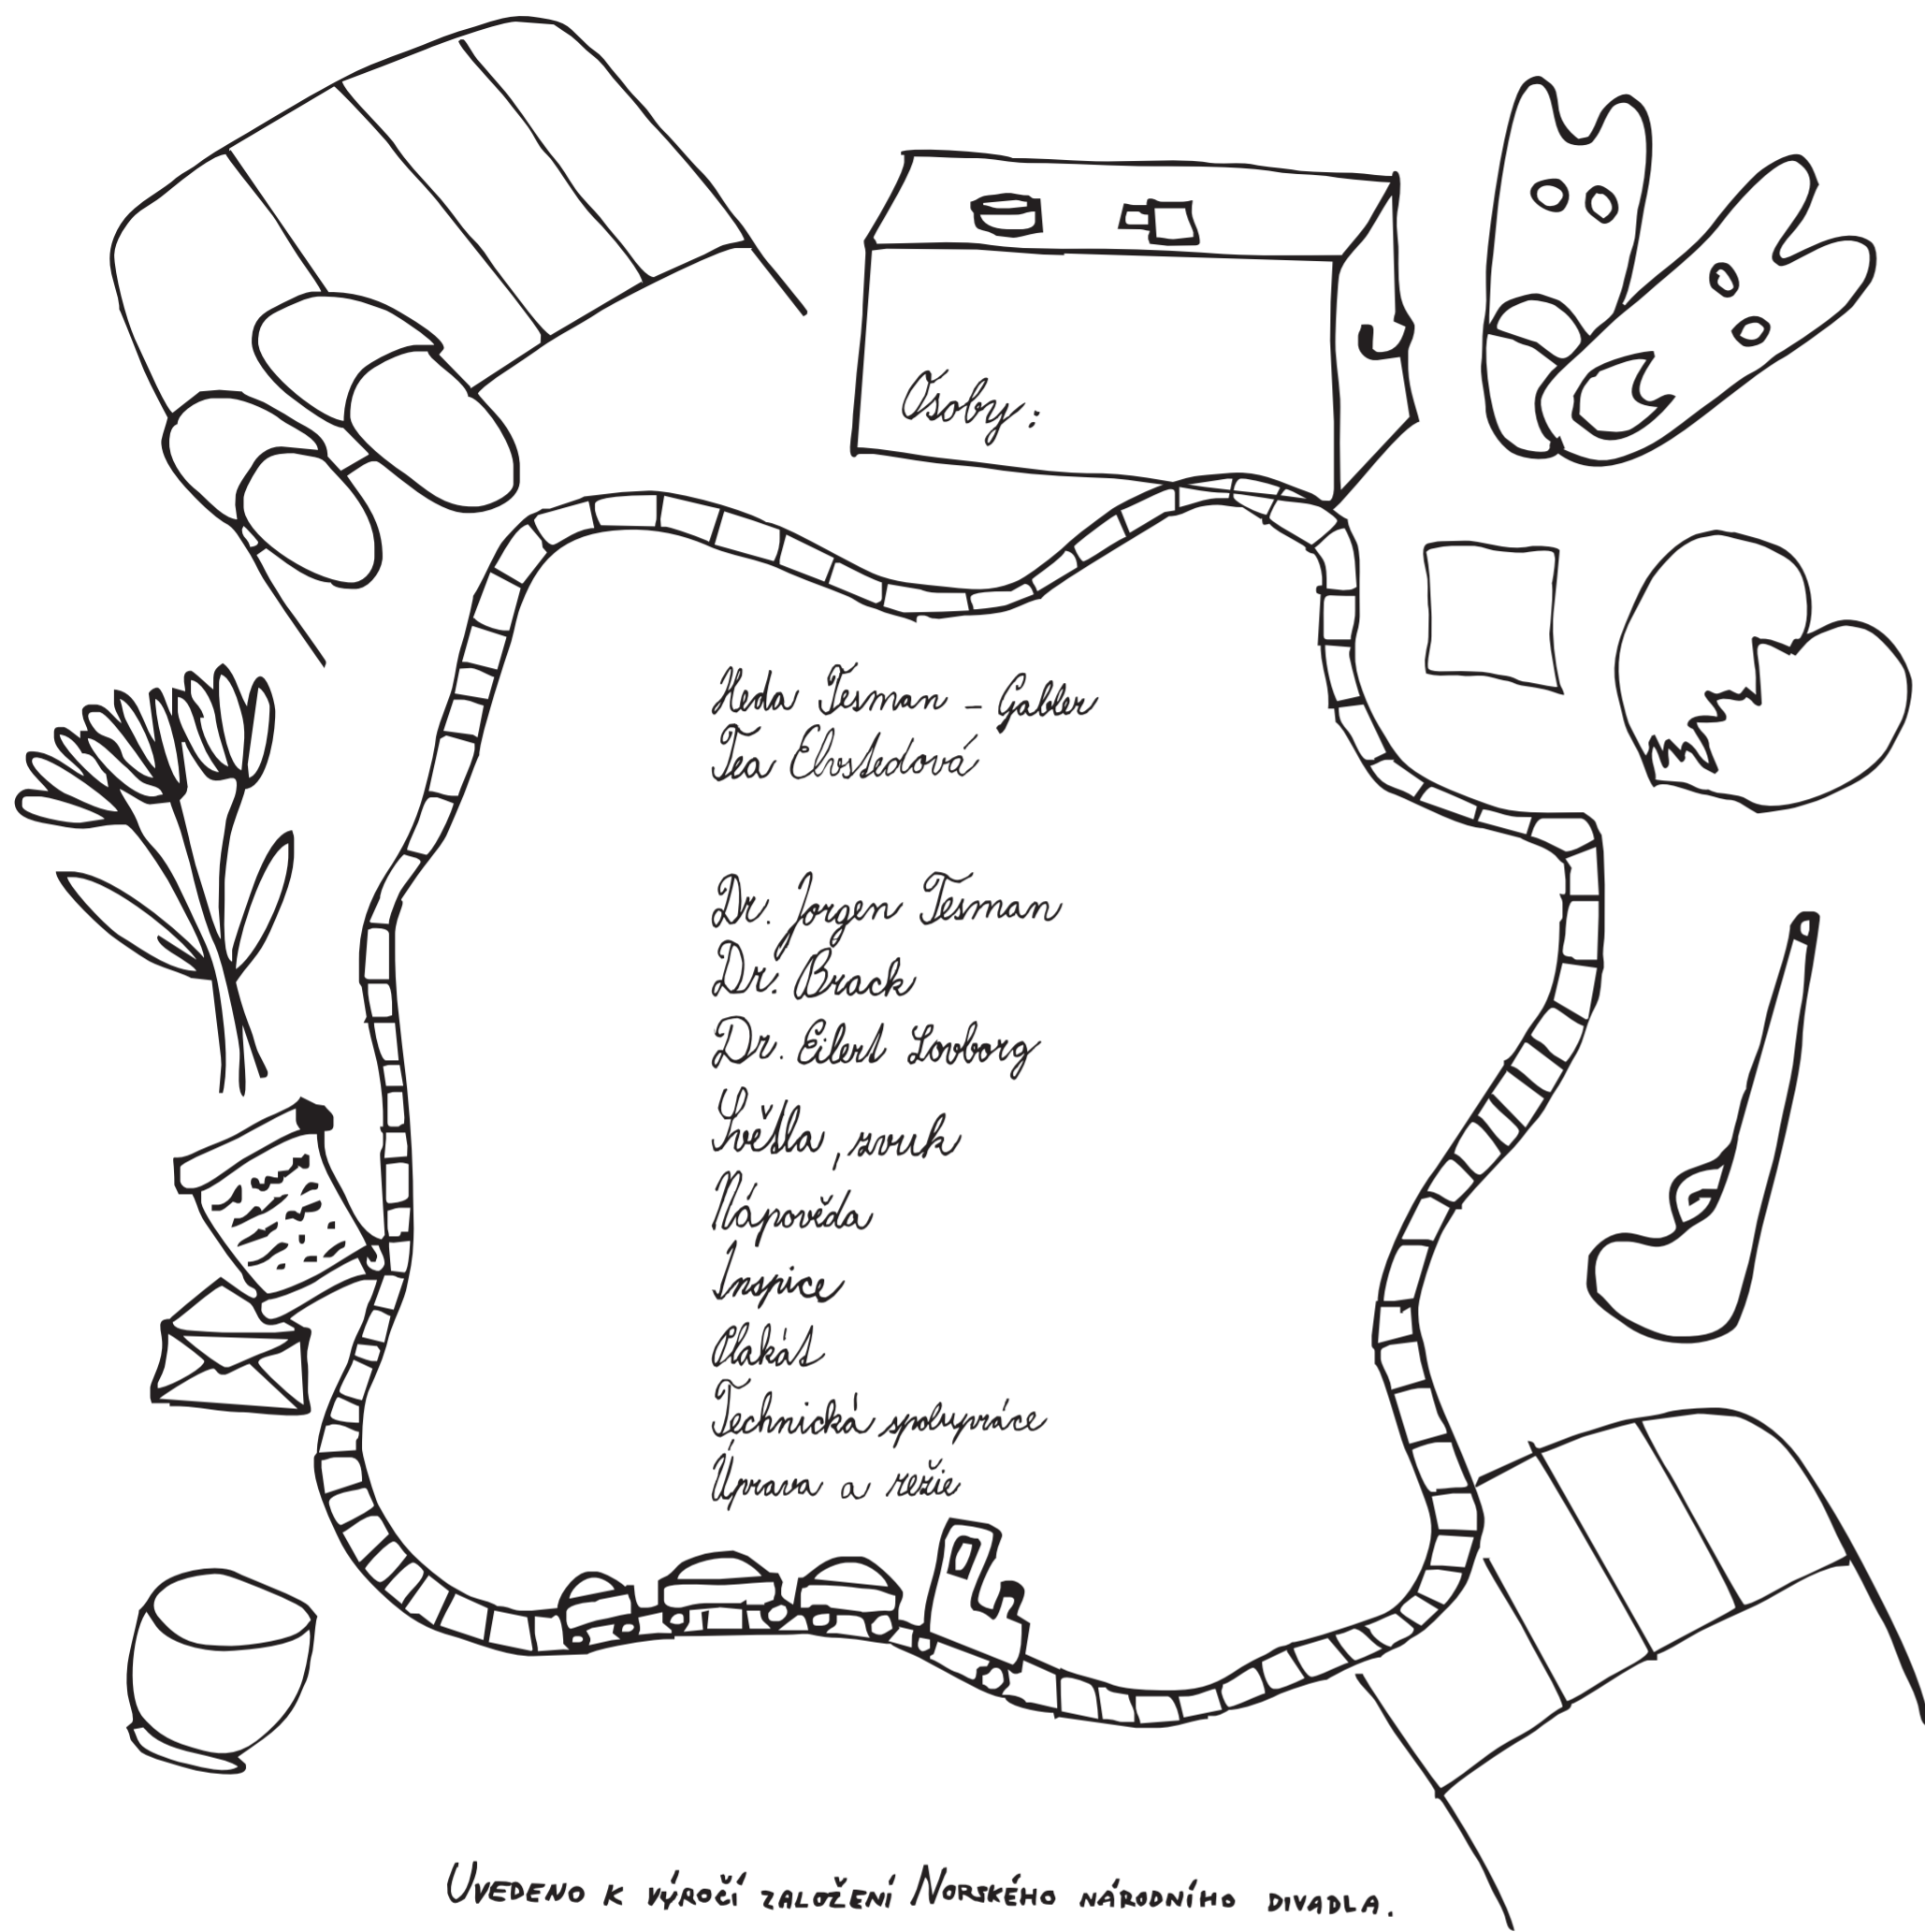 Osoby:
Heda Tesman - Gabler
Tea Elvstedová
Dr. Jorgen Tesman
Dr. Brack
Dr. Eilert Lovborg
Světla, zvuk
Nápověda
Inspice
Plakát
Technická spolupráce
Úprava a režie
Uvedeno k výročí založení Norského národního divadla.